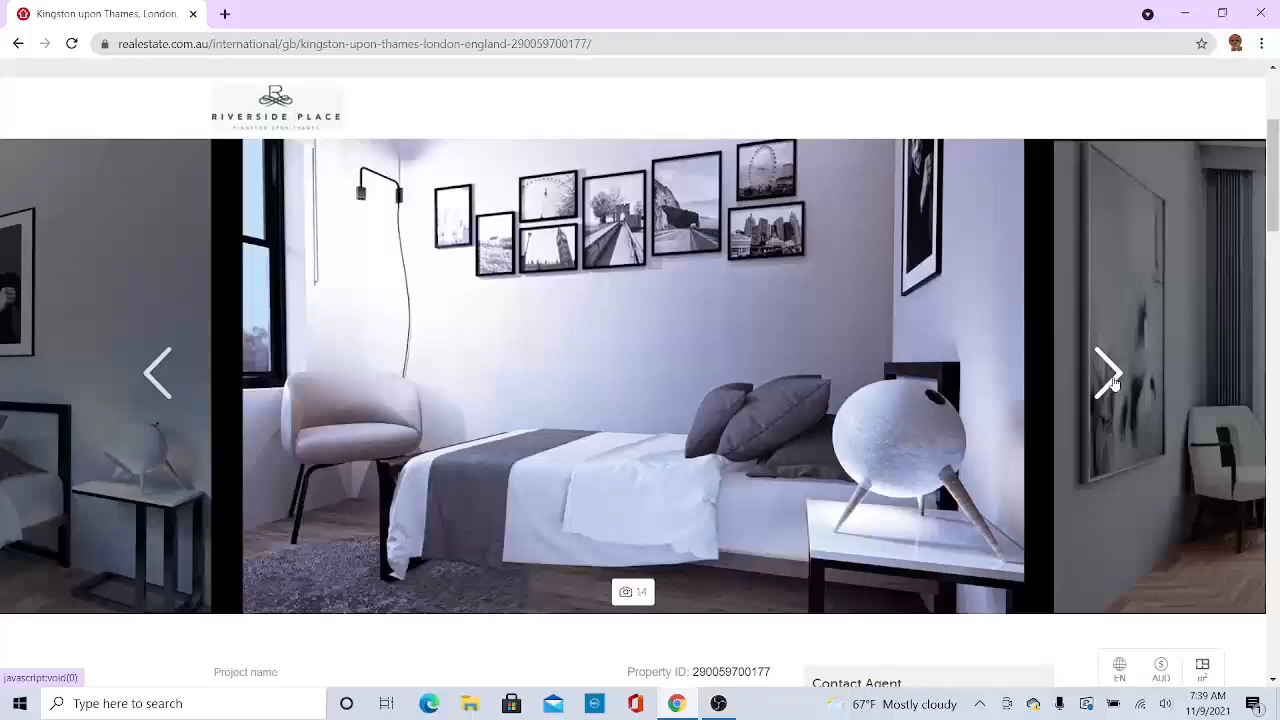 Kingston upon Thames, London,
realestate.com.au/international/gb/kingston-upon-thames-london-england-290059700177/
R
RIVERSIDE PLACE
KINGSTON UPON THAMES
14
Project name
Property ID: 290059700177
Contact Agent
EN
AUD
m²
javascript:void(0)
Type here to search
67°F Mostly cloudy
7:39 AM
11/9/2021
1